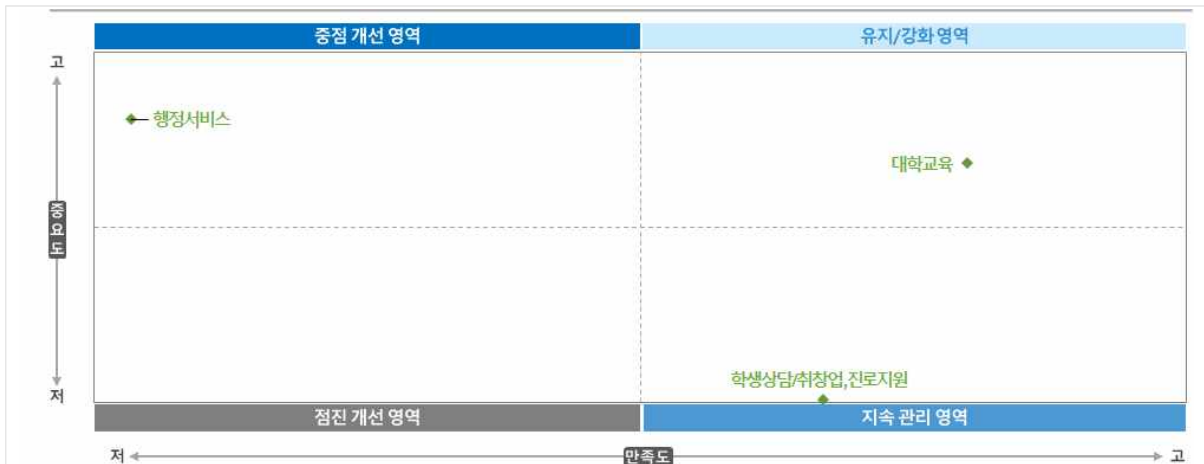 중점 개선 영역
유지/강화 영역
고
행정서비스
대학교육
중요도
학생상담/취창업,진로지원
저
점진 개선 영역
지속 관리 영역
저
만족도
고